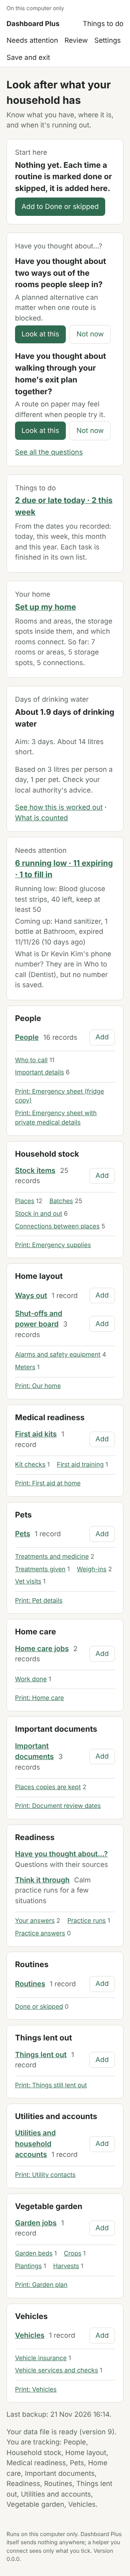 On this computer only
Dashboard Plus
Things to do
Needs attention
Review
Settings
Save and exit
Look after what your
household has
Know what you have, where it is,
and when it's running out.
Start here
Nothing yet. Each time a
routine is marked done or
skipped, it is added here.
Add to Done or skipped
Have you thought about...?
Have you thought about
two ways out of the
rooms people sleep in?
A planned alternative can
matter when one route is
blocked.
Look at this
Not now
Have you thought about
walking through your
home's exit plan
together?
A route on paper may feel
different when people try it.
Look at this
Not now
See all the questions
Things to do
2 due or late today · 2 this
week
From the dates you recorded:
today, this week, this month
and this year. Each task is
finished in its own list.
Your home
Set up my home
Rooms and areas, the storage
spots inside them, and which
rooms connect. So far: 7
rooms or areas, 5 storage
spots, 5 connections.
Days of drinking water
About 1.9 days of drinking
water
Aim: 3 days. About 14 litres
short.
Based on 3 litres per person a
day, 1 per pet. Check your
local authority's advice.
See how this is worked out ·
What is counted
Needs attention
6 running low · 11 expiring
· 1 to fill in
Running low: Blood glucose
test strips, 40 left, keep at
least 50
Coming up: Hand sanitizer, 1
bottle at Bathroom, expired
11/11/26 (10 days ago)
What is Dr Kevin Kim's phone
number? They are in Who to
call (Dentist), but no number
is saved.
People
People 16 records
Add
Who to call 11
Important details 6
Print: Emergency sheet (fridge
copy)
Print: Emergency sheet with
private medical details
Household stock
Stock items 25
records
Add
Places 12 Batches 25
Stock in and out 6
Connections between places 5
Print: Emergency supplies
Home layout
Ways out 1 record
Add
Shut-offs and
power board 3
records
Add
Alarms and safety equipment 4
Meters 1
Print: Our home
Medical readiness
First aid kits 1
record
Add
Kit checks 1 First aid training 1
Print: First aid at home
Pets
Pets 1 record
Add
Treatments and medicine 2
Treatments given 1 Weigh-ins 2
Vet visits 1
Print: Pet details
Home care
Home care jobs 2
records
Add
Work done 1
Print: Home care
Important documents
Important
documents 3
records
Add
Places copies are kept 2
Print: Document review dates
Readiness
Have you thought about...?
Questions with their sources
Think it through Calm
practice runs for a few
situations
Your answers 2 Practice runs 1
Practice answers 0
Routines
Routines 1 record
Add
Done or skipped 0
Things lent out
Things lent out 1
record
Add
Print: Things still lent out
Utilities and accounts
Utilities and
household
accounts 1 record
Add
Print: Utility contacts
Vegetable garden
Garden jobs 2
record
Add
Garden beds 1 Crops 1
Plantings 1 Harvests 1
Print: Garden plan
Vehicles
Vehicles 1 record
Add
Vehicle insurance 1
Vehicle services and checks 1
Print: Vehicles
Last backup: 21 Nov 2026 16:14.
Your data file is ready (version 9).
You are tracking: People,
Household stock, Home layout,
Medical readiness, Pets, Home
care, Important documents,
Readiness, Routines, Things lent
out, Utilities and accounts,
Vegetable garden, Vehicles.
Runs on this computer only. Dashboard Plus
itself sends nothing anywhere; a helper you
connect sees only what you tick. Version
0.0.0.